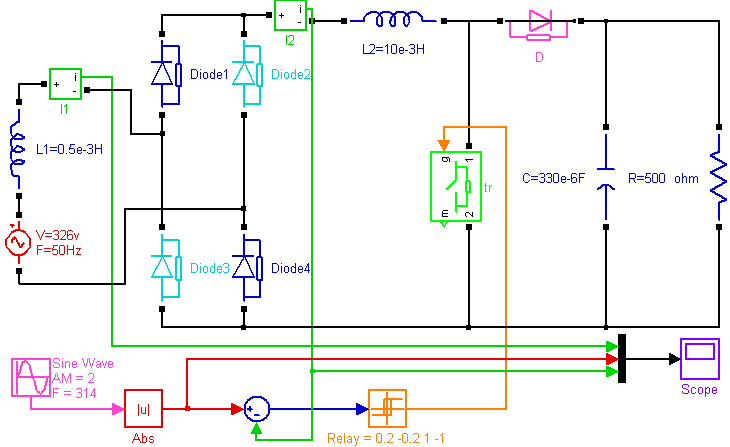 + i
-
I2
L2=10e-3H
D
Diode1
Diode2
+ i
-
I1
L1=0.5e-3H
g
1
m
2
tr
C=330e-6F
R=500 ohm
V=326v
F=50Hz
Diode3
Diode4
Sine Wave
AM = 2
F = 314
|u|
Abs
+
-
Relay = 0.2 -0.2 1 -1
Scope